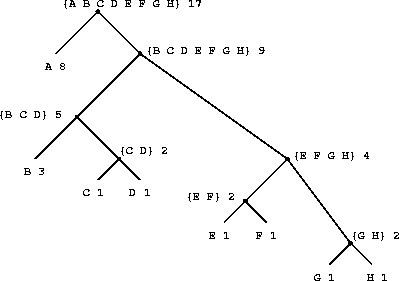 {A B C D E F G H} 17
{B C D E F G H} 9
A 8
{B C D} 5
{C D} 2
{E F G H} 4
B 3
C 1
D 1
{E F} 2
E 1
F 1
{G H} 2
G 1
H 1